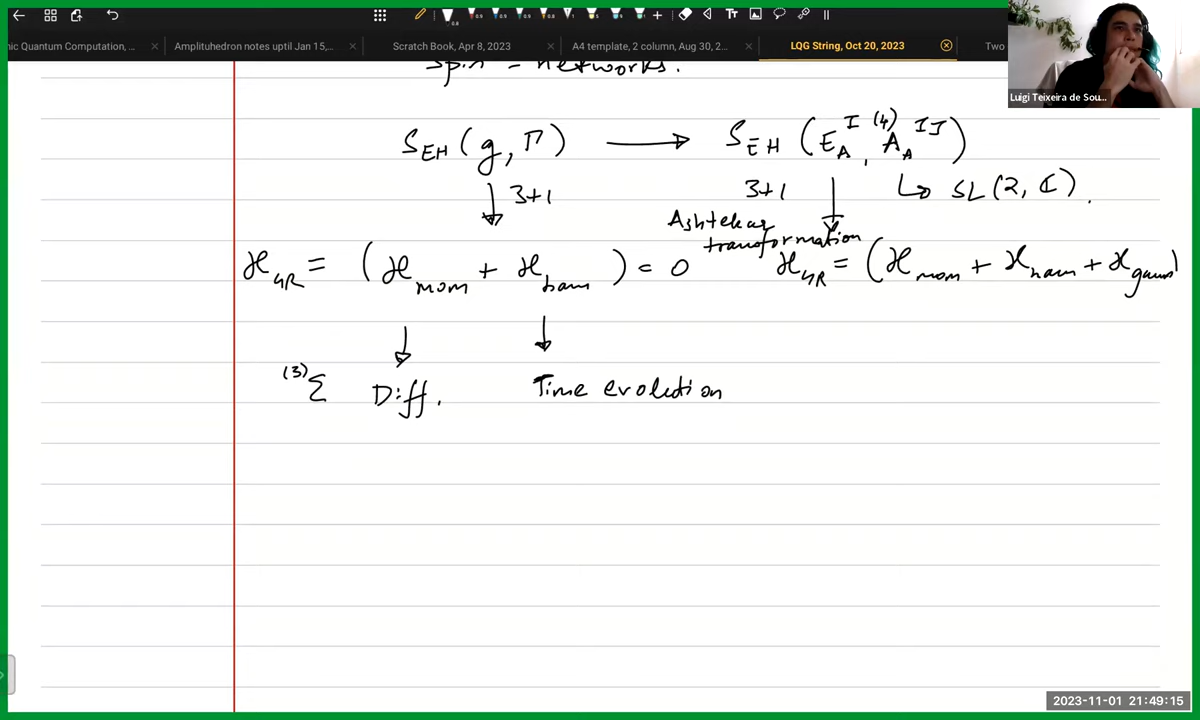 ic Quantum Computation, ... × Amplituhedron notes uptil Jan 15,... × Scratch Book, Apr 8, 2023 × A4 template, 2 column, Aug 30, 2... × LQG String, Oct 20, 2023 Two
Luigi Teixeira de Sou...
spin - networks.
S_EH (g, Γ) → S_EH (E_A^I, ^(4)A_A^IJ)
↓ 3+1 3+1 ↓ ↳ SL(2, ℂ).
Ashtekar transformation
ℋ_GR = (ℋ_mom + ℋ_ham) = 0 ℋ_GR = (ℋ_mom + ℋ_ham + ℋ_gauss)
↓ ↓
^(3)Σ Diff. Time evolution
2023-11-01 21:49:15